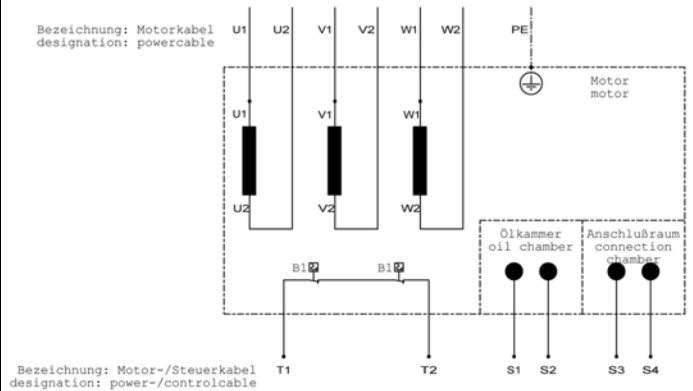 Bezeichnung: Motorkabel
designation: powercable
U1 U2 V1 V2 W1 W2 PE
Motor
motor
U1 V1 W1
U2 V2 W2
Ölkammer
oil chamber
Anschlußraum
connection
chamber
B1 B1
T1 T2 S1 S2 S3 S4
Bezeichnung: Motor-/Steuerkabel
designation: power-/controlcable